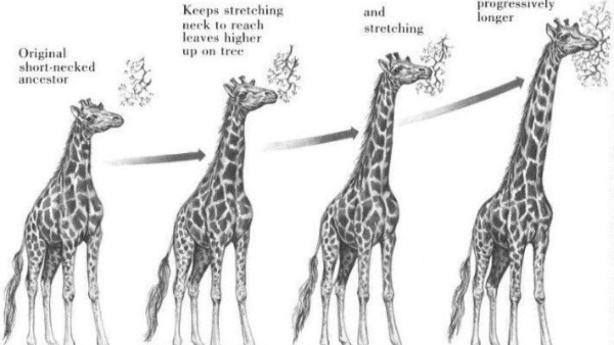 Original
short-necked
ancestor
Keeps stretching
neck to reach
leaves higher
up on tree
and
stretching
progressively
longer